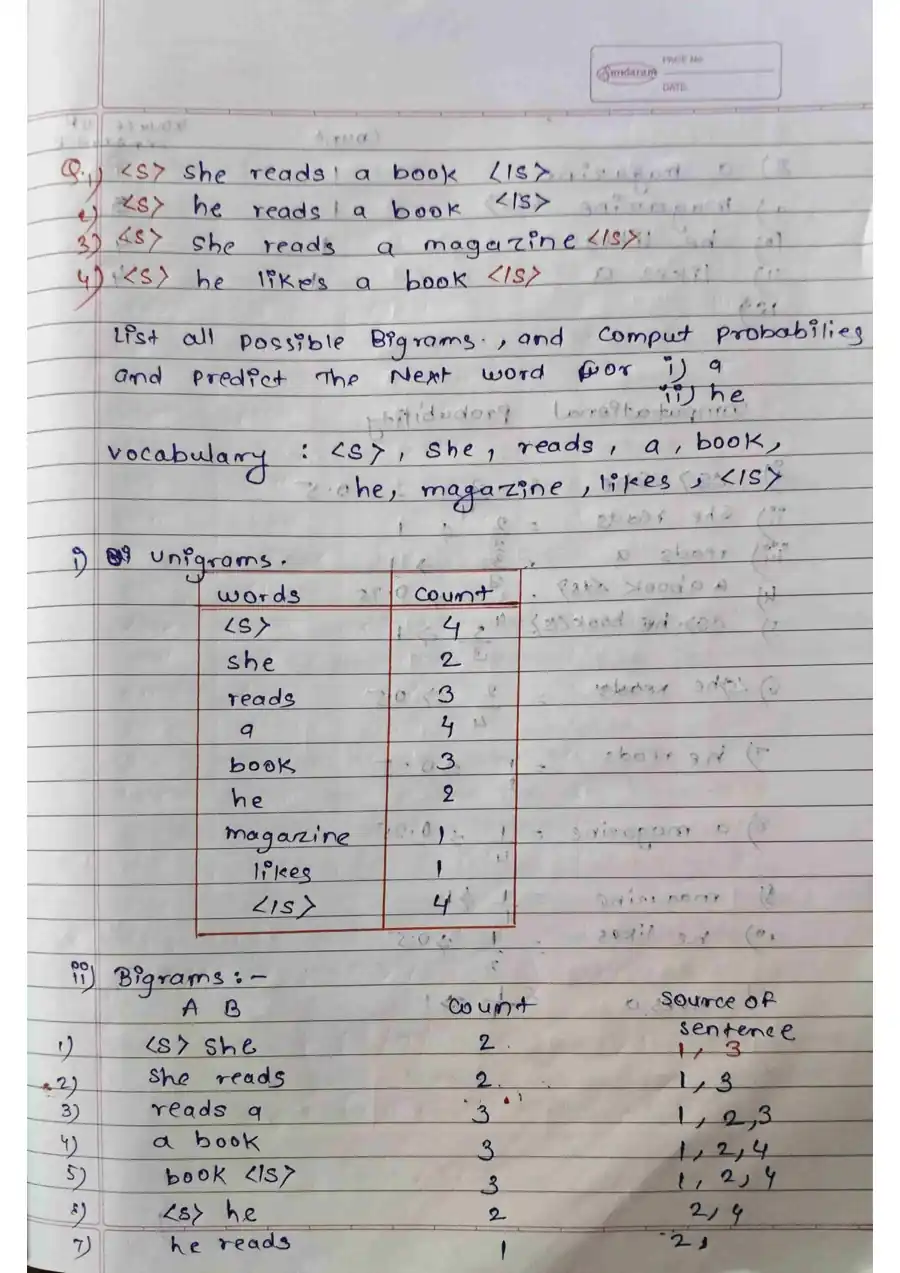 Sundaram
PAGE No
DATE:
Q.1) <S> she reads a book </S>
2) <S> he reads a book </S>
3) <S> she reads a magazine </S>
4) <S> he likes a book </S>
List all possible Bigrams., and comput probabilies
and predict The Next word for i) a
ii) he
vocabulary : <S>, she, reads, a, book,
he, magazine, likes, </S>
i) unigrams.
words count
<S> 4
she 2
reads 3
a 4
book 3
he 2
magazine 1
likes 1
</S> 4
ii) Bigrams :-
A B count source of
sentence
1) <S> she 2 1, 3
2) she reads 2 1, 3
3) reads a 3 1, 2, 3
4) a book 3 1, 2, 4
5) book </S> 3 1, 2, 4
<S> he 2 2, 4
7) he reads 1 2,